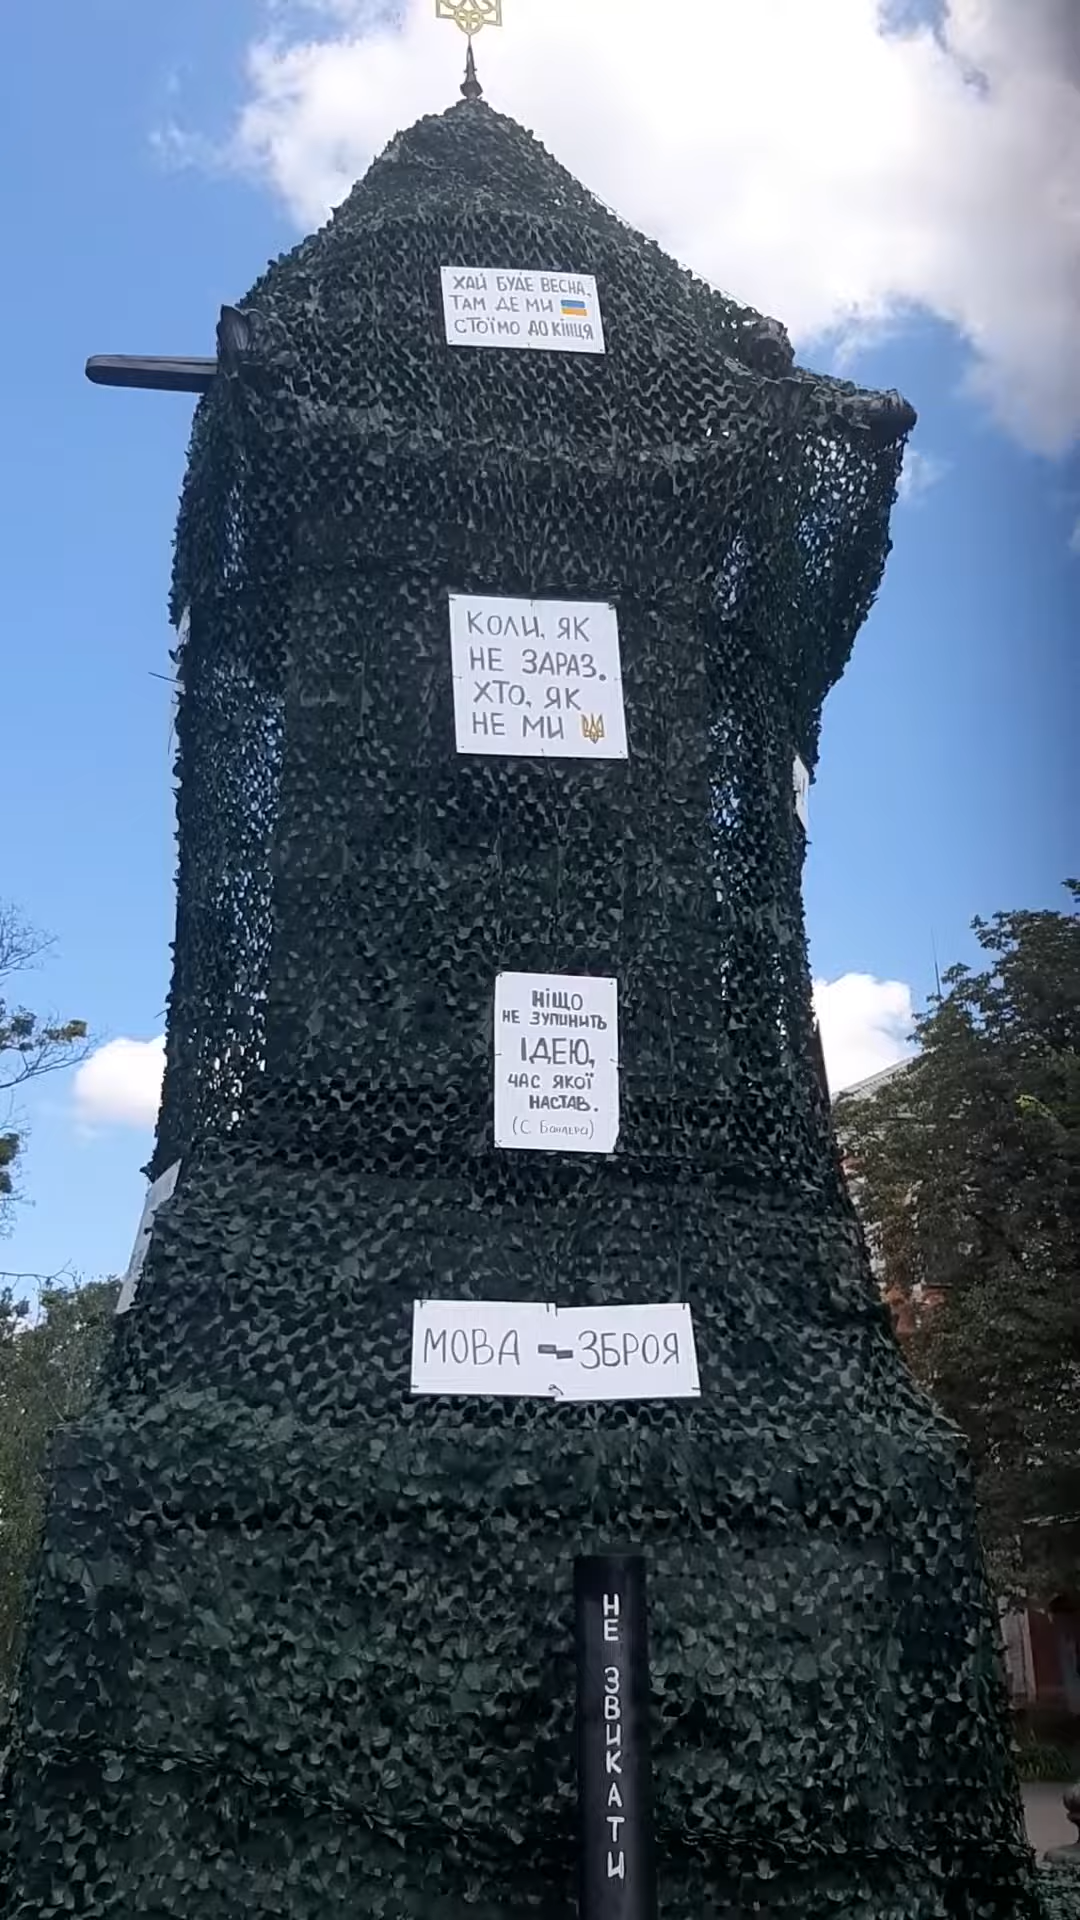 ХАЙ БУДЕ ВЕСНА,
ТАМ ДЕ МИ
СТОЇМО ДО КІНЦЯ
КОЛИ, ЯК
НЕ ЗАРАЗ.
ХТО, ЯК
НЕ МИ
НІЩО
НЕ ЗУПИНИТЬ
ІДЕЮ,
ЧАС ЯКОЇ
НАСТАВ.
(С. Бандера)
МОВА - ЗБРОЯ
НЕ ЗВИКАТИ